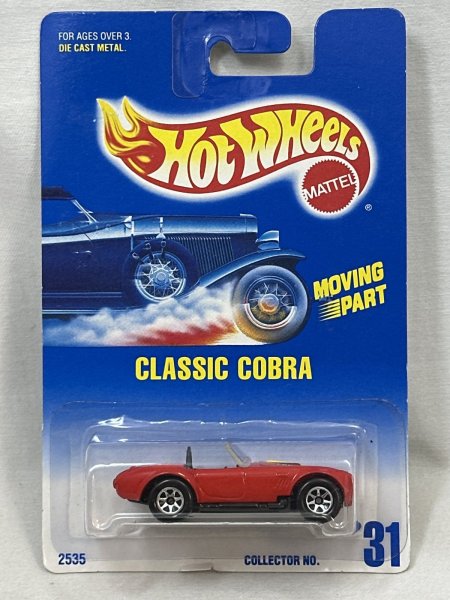 FOR AGES OVER 3.
DIE CAST METAL.
HOT WHEELS
MATTEL
®
MOVING
PART
CLASSIC COBRA
2535
COLLECTOR NO.
31